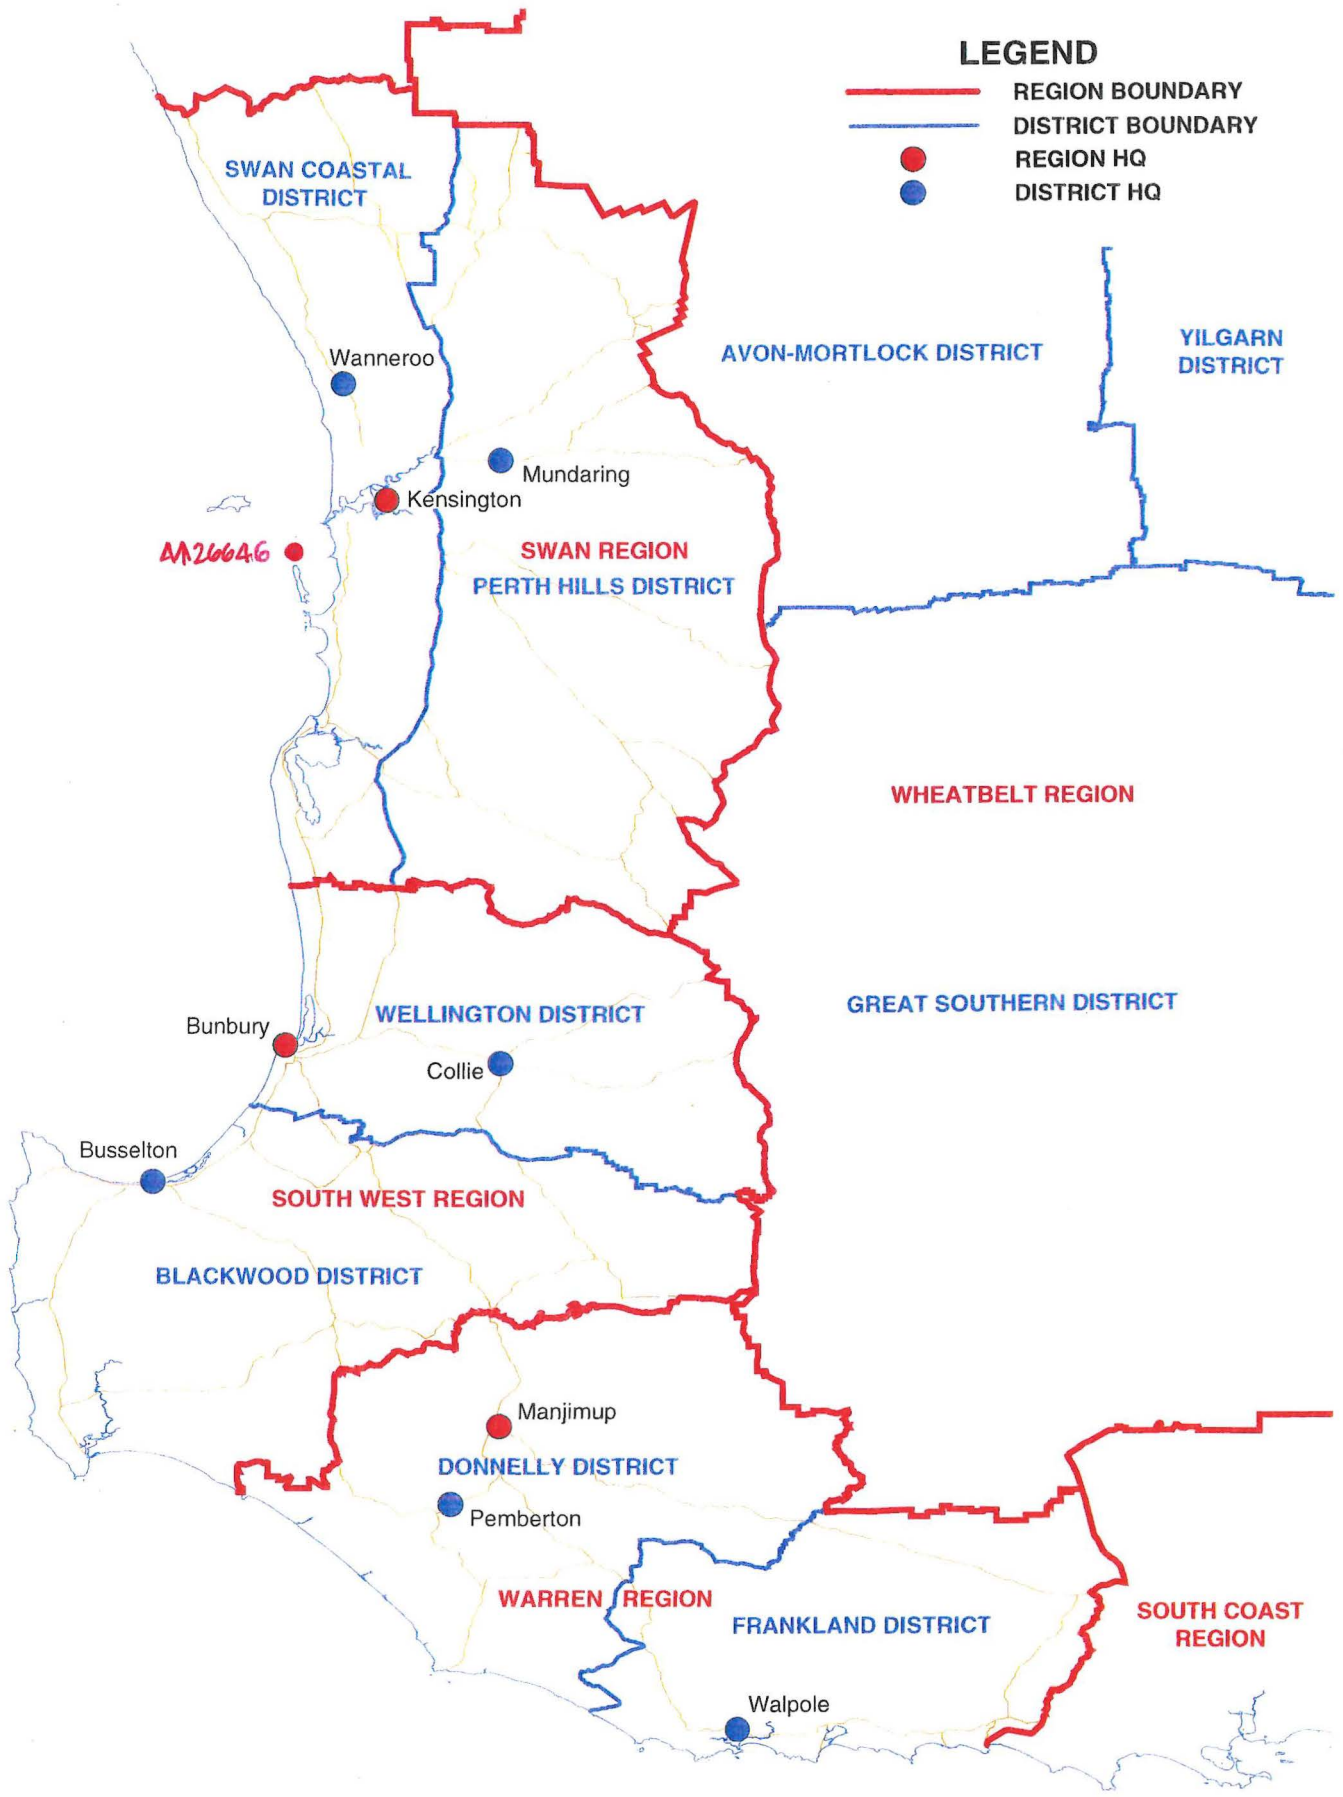 LEGEND
REGION BOUNDARY
DISTRICT BOUNDARY
REGION HQ
DISTRICT HQ
SWAN COASTAL
DISTRICT
Wanneroo
AVON-MORTLOCK DISTRICT
YILGARN
DISTRICT
Mundaring
Kensington
A126646
SWAN REGION
PERTH HILLS DISTRICT
WHEATBELT REGION
GREAT SOUTHERN DISTRICT
WELLINGTON DISTRICT
Bunbury
Collie
Busselton
SOUTH WEST REGION
BLACKWOOD DISTRICT
Manjimup
DONNELLY DISTRICT
Pemberton
WARREN REGION
FRANKLAND DISTRICT
SOUTH COAST
REGION
Walpole